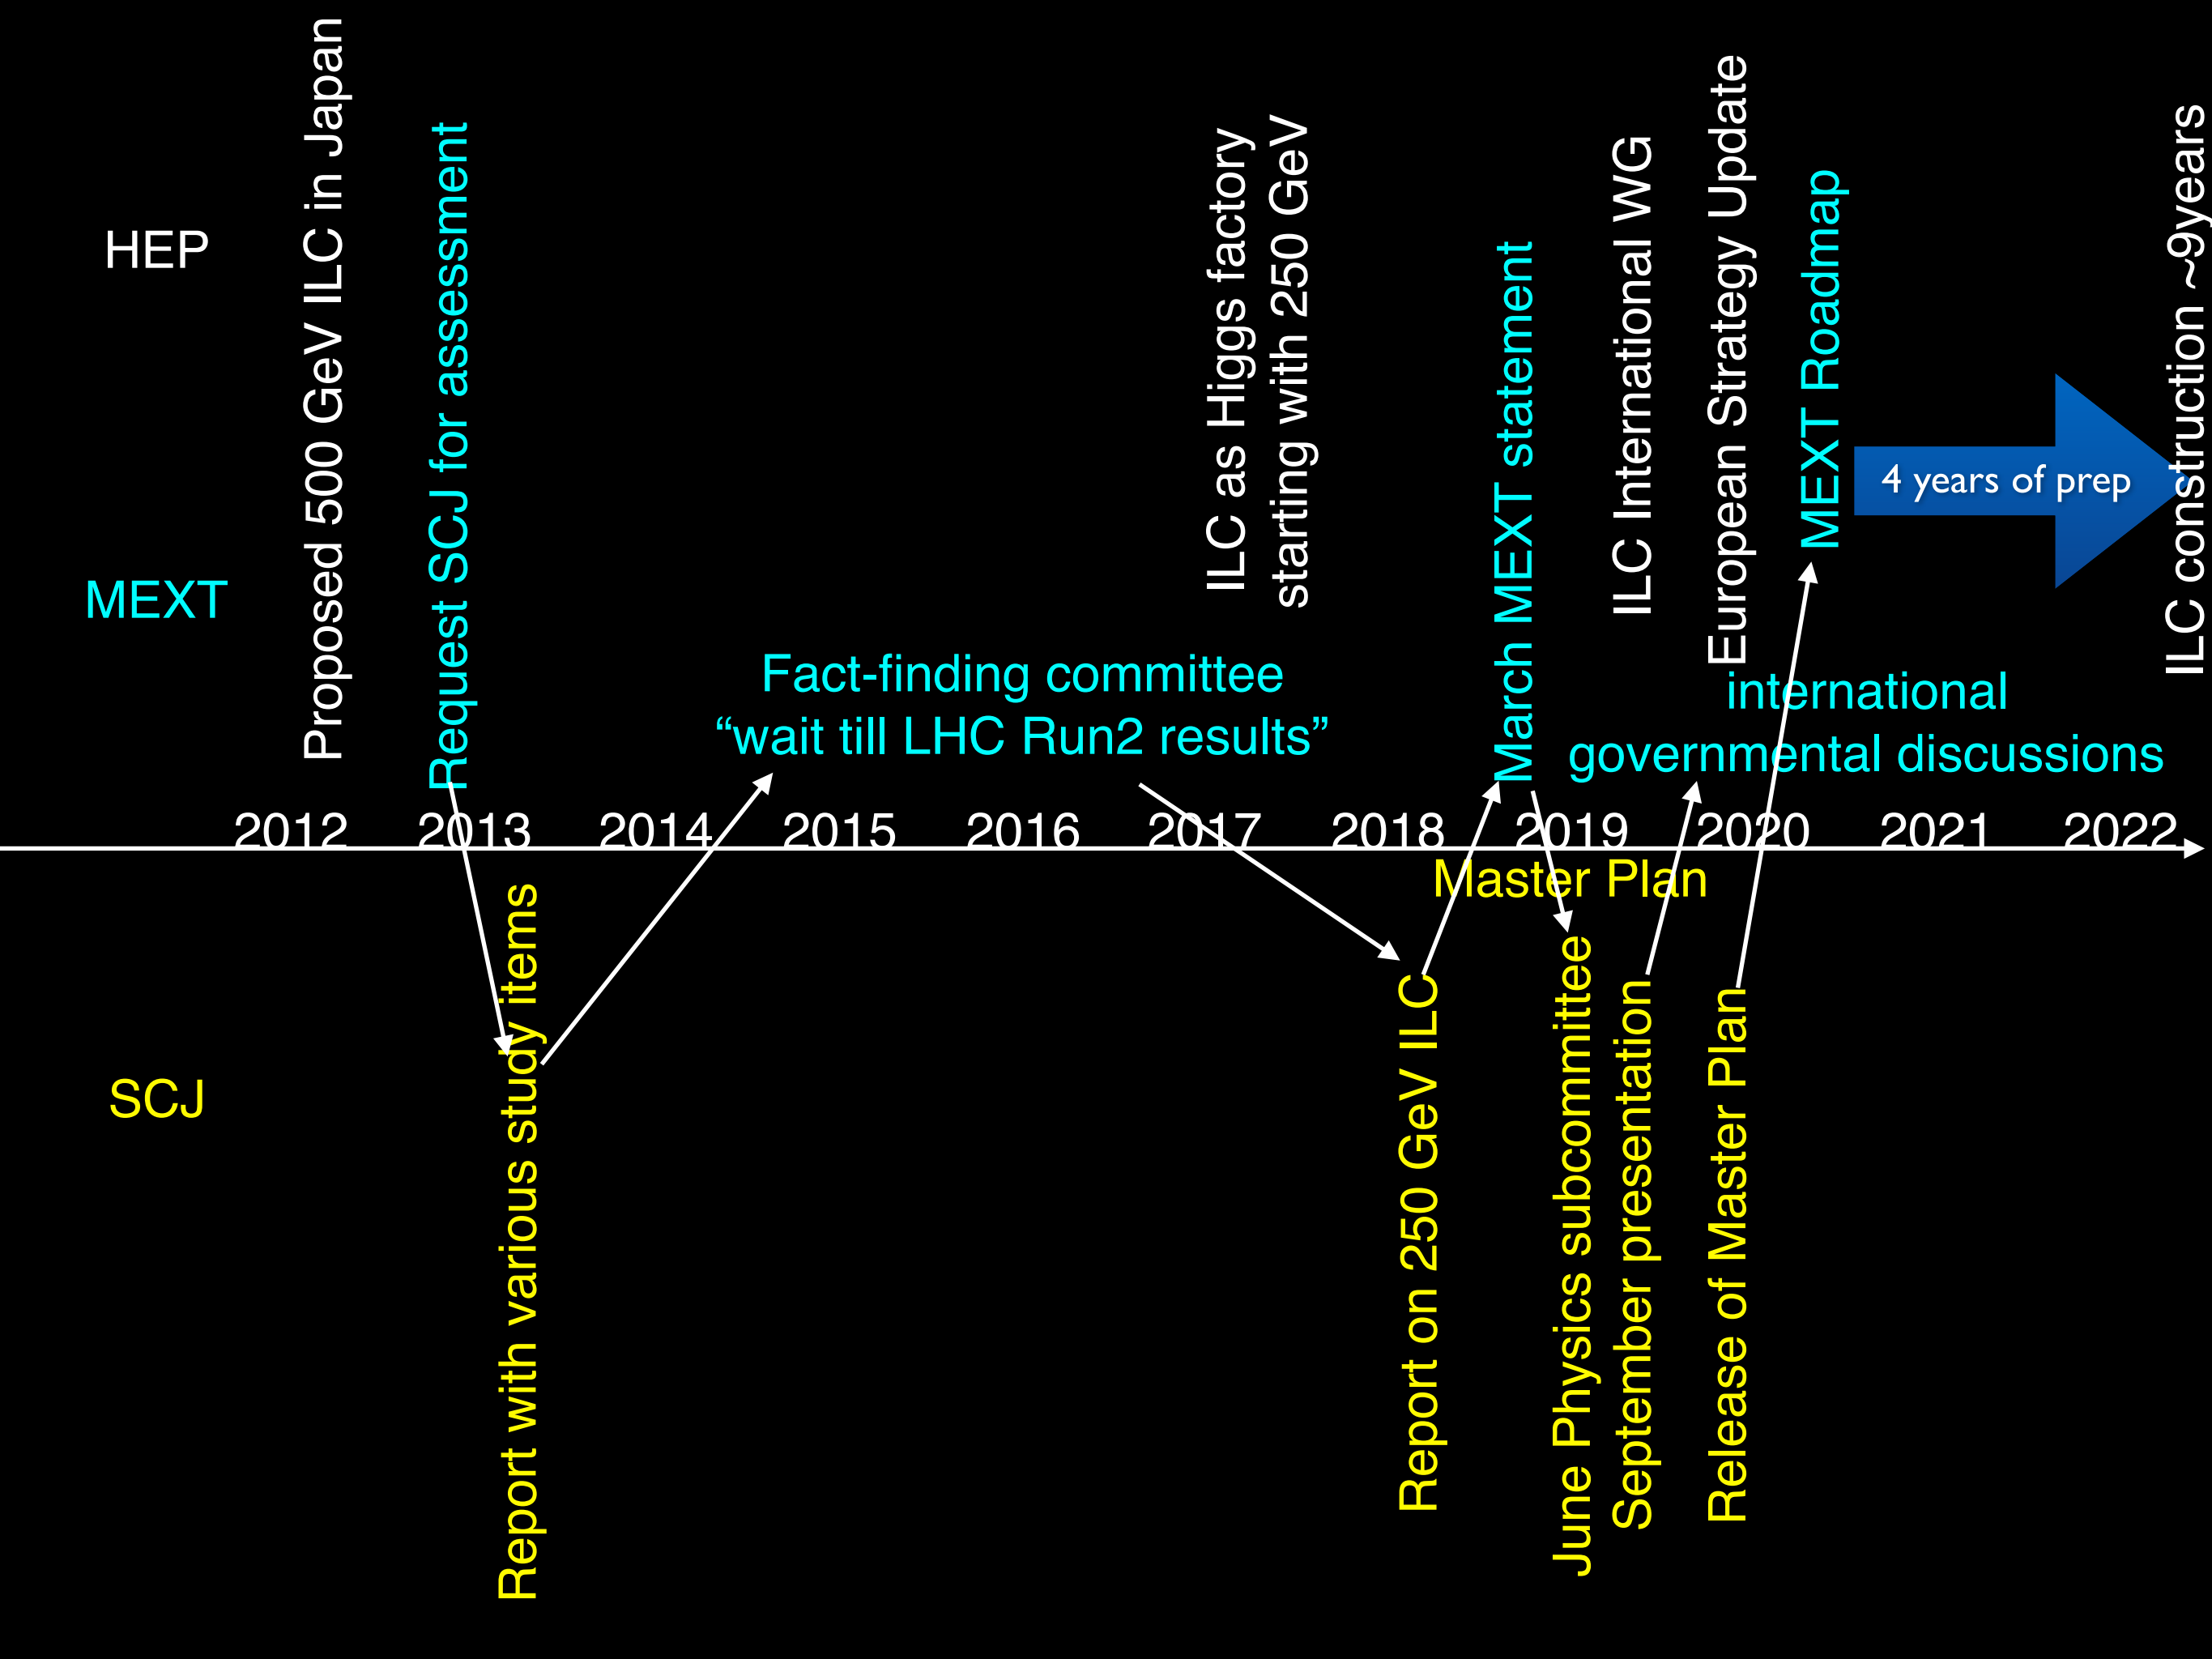 HEP
MEXT
SCJ
Proposed 500 GeV ILC in Japan
Request SCJ for assessment
ILC as Higgs factory
starting with 250 GeV
March MEXT statement
ILC International WG
European Strategy Update
MEXT Roadmap
4 years of prep
ILC construction ~9years
Fact-finding committee
“wait till LHC Run2 results”
international
governmental discussions
2012 2013 2014 2015 2016 2017 2018 2019 2020 2021 2022
Master Plan
Report with various study items
Report on 250 GeV ILC
June Physics subcommittee
September presentation
Release of Master Plan